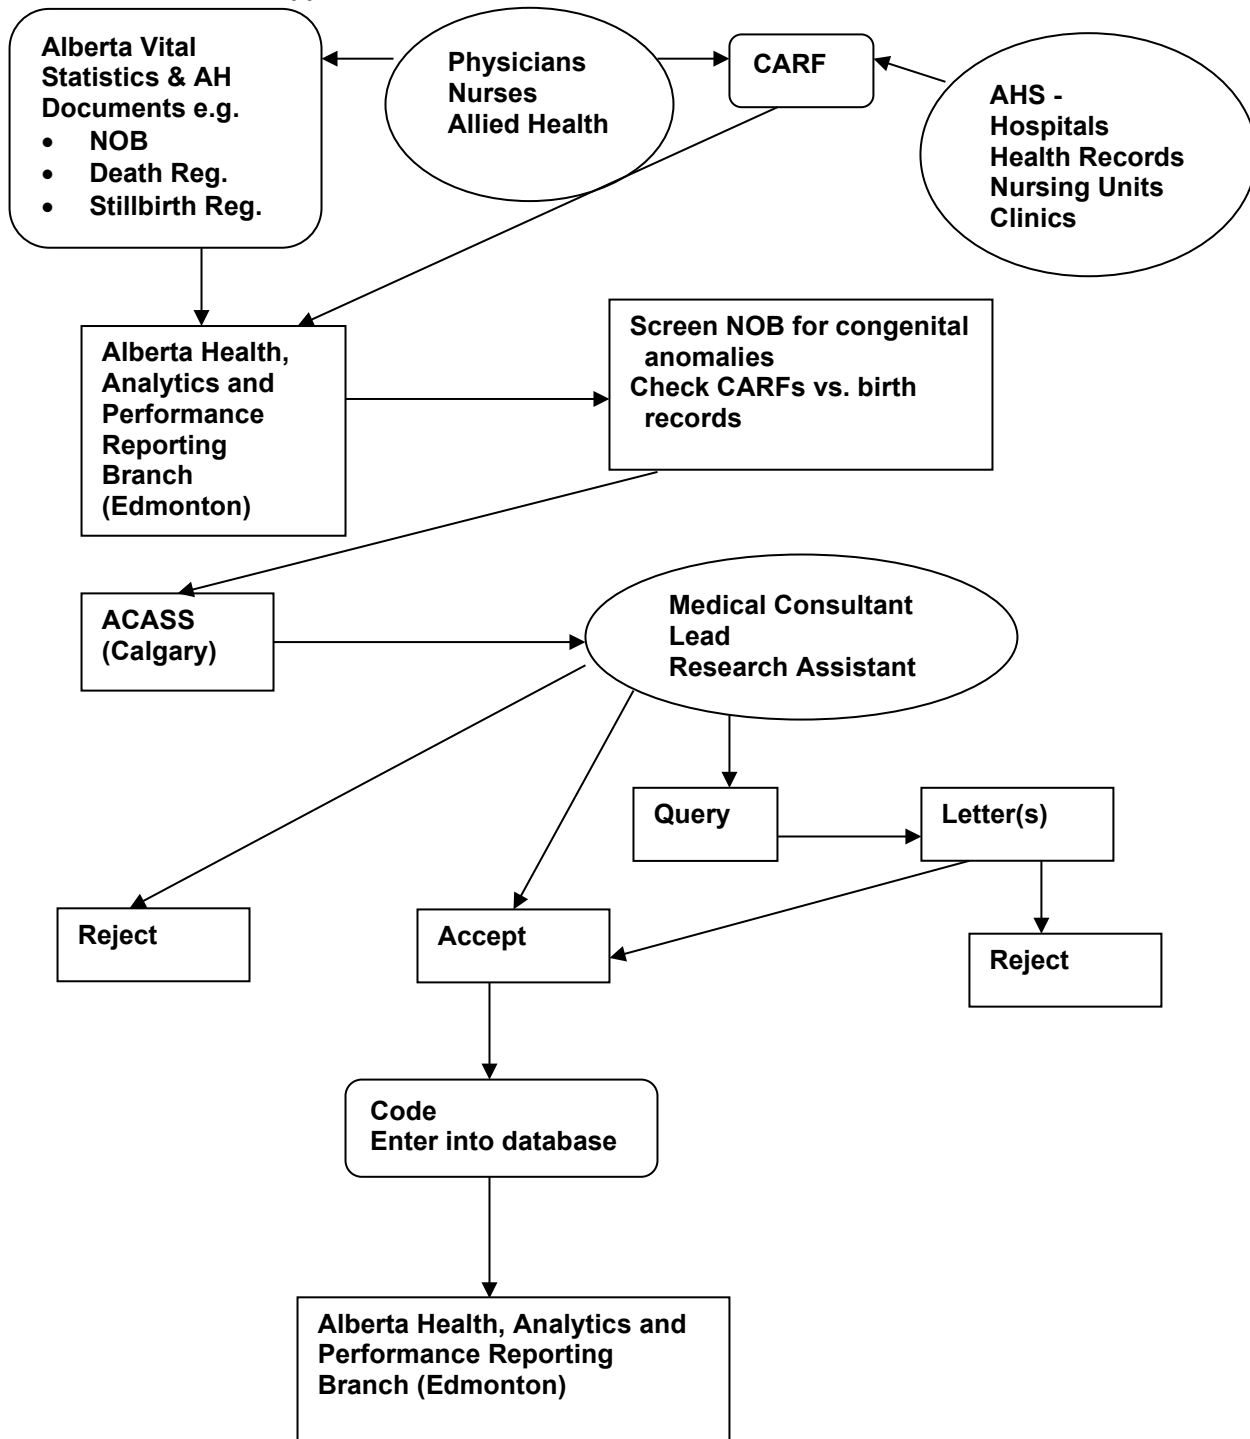 Alberta Vital
Statistics & AH
Documents e.g.
• NOB
• Death Reg.
• Stillbirth Reg.
Physicians
Nurses
Allied Health
CARF
AHS -
Hospitals
Health Records
Nursing Units
Clinics
Alberta Health,
Analytics and
Performance
Reporting
Branch
(Edmonton)
Screen NOB for congenital
anomalies
Check CARFs vs. birth
records
ACASS
(Calgary)
Medical Consultant
Lead
Research Assistant
Query
Letter(s)
Reject
Accept
Reject
Code
Enter into database
Alberta Health, Analytics and
Performance Reporting
Branch (Edmonton)